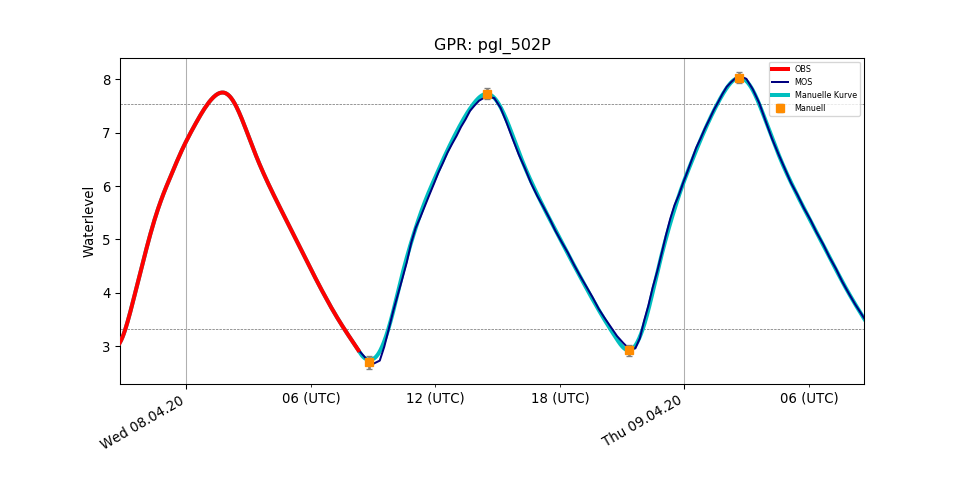 GPR: pgl_502P
OBS
MOS
Manuelle Kurve
Manuell
Waterlevel
8
7
6
5
4
3
Wed 08.04.20
06 (UTC)
12 (UTC)
18 (UTC)
Thu 09.04.20
06 (UTC)